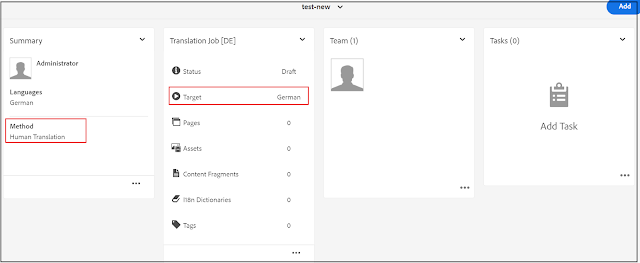 test-new
Add
Summary
Administrator
Languages
German
Method
Human Translation
Translation Job [DE]
Status Draft
Target German
Pages 0
Assets 0
Content Fragments 0
I18n Dictionaries 0
Tags 0
Team (1)
Tasks (0)
Add Task